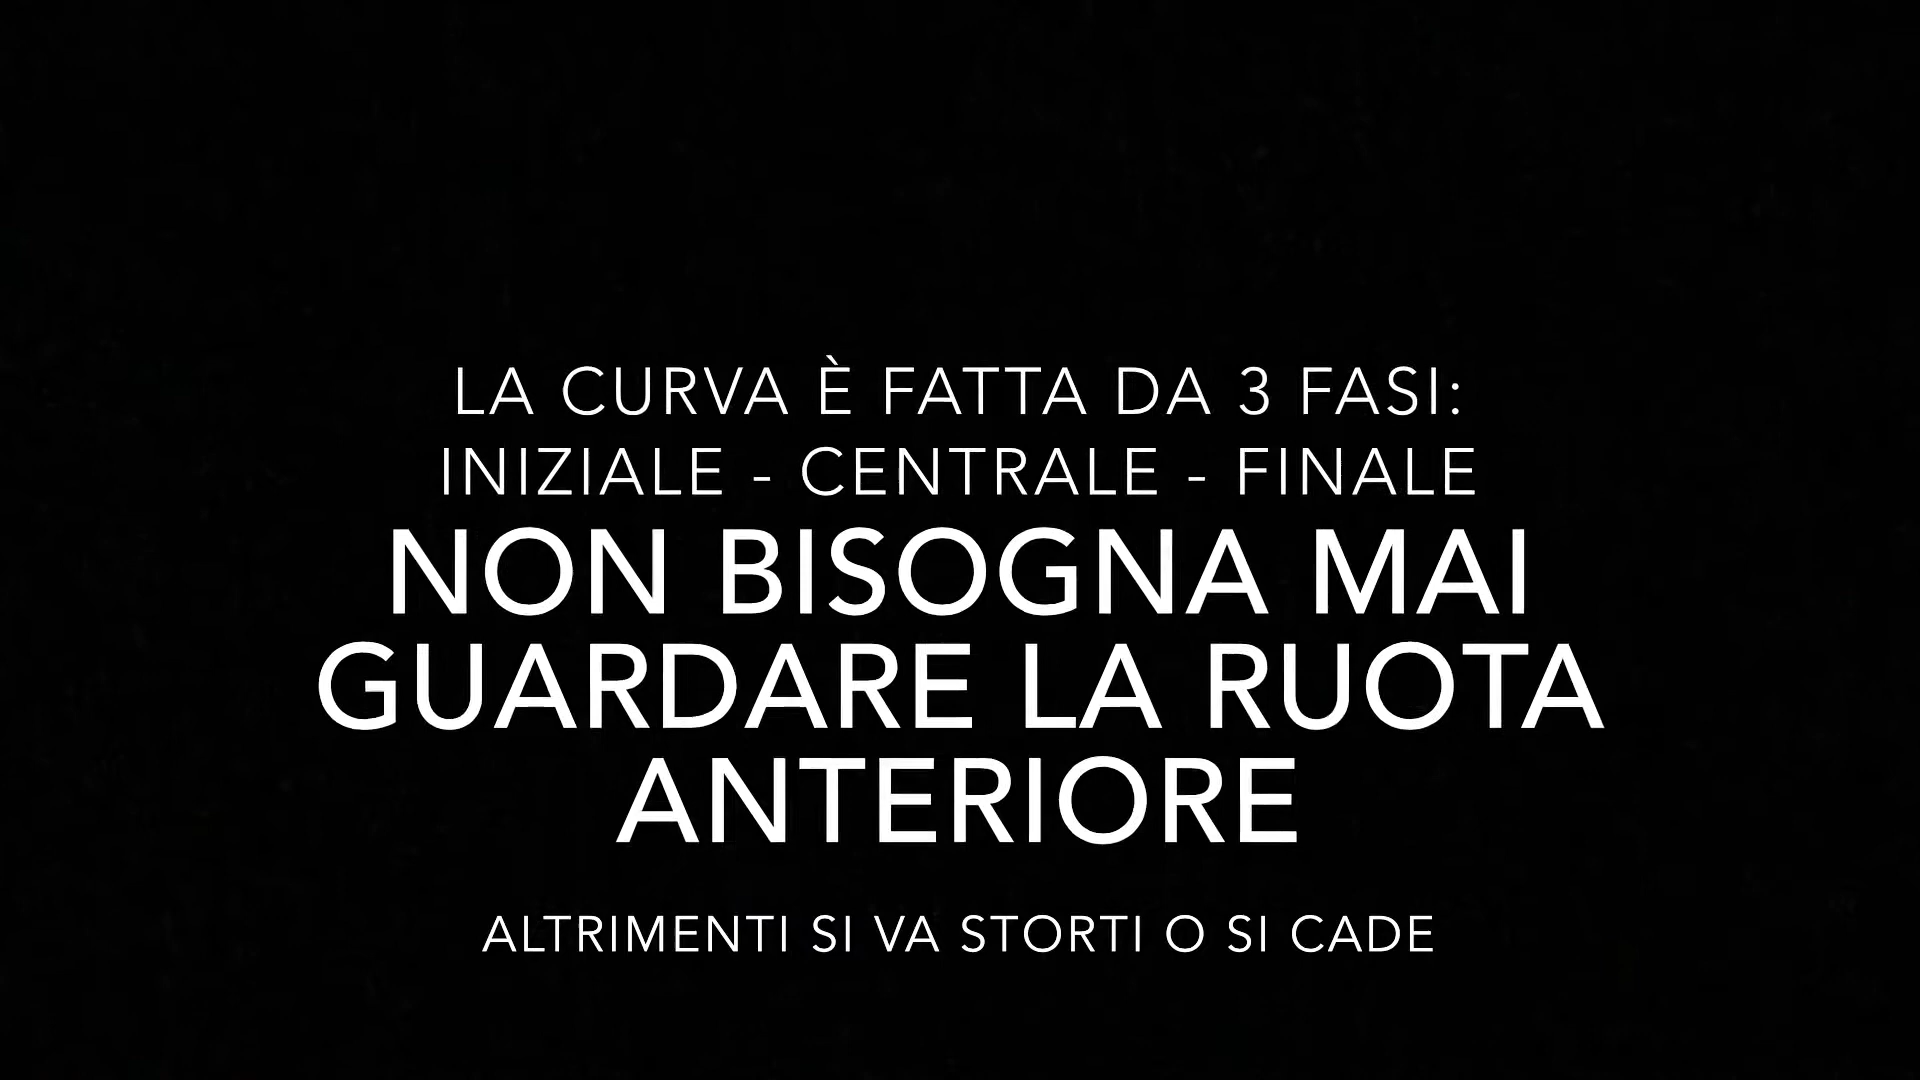 LA CURVA È FATTA DA 3 FASI:
INIZIALE - CENTRALE - FINALE
NON BISOGNA MAI
GUARDARE LA RUOTA
ANTERIORE
ALTRIMENTI SI VA STORTI O SI CADE